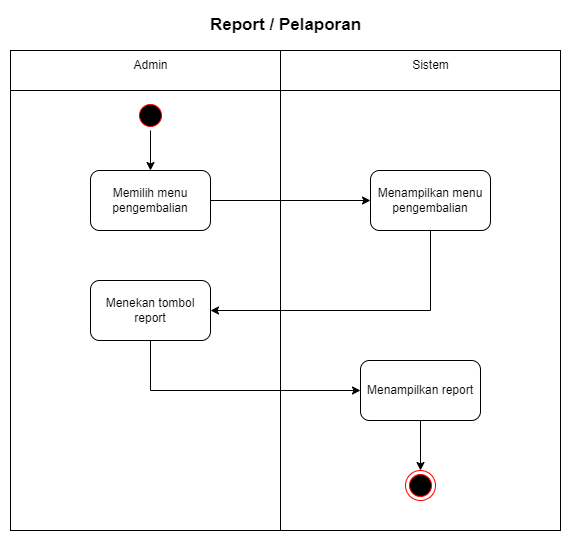 Report / Pelaporan
Admin
Sistem
Memilih menu
pengembalian
Menampilkan menu
pengembalian
Menekan tombol
report
Menampilkan report